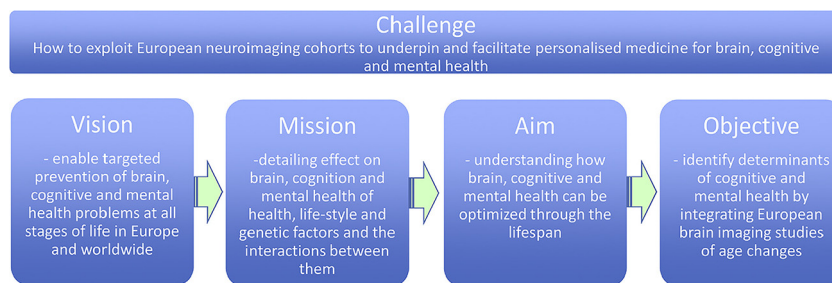 Challenge
How to exploit European neuroimaging cohorts to underpin and facilitate personalised medicine for brain, cognitive
and mental health
Vision
- enable targeted
prevention of brain,
cognitive and mental
health problems at all
stages of life in Europe
and worldwide
Mission
-detailing effect on
brain, cognition and
mental health of
health, life-style and
genetic factors and the
interactions between
them
Aim
- understanding how
brain, cognitive and
mental health can be
optimized through the
lifespan
Objective
- identify determinants
of cognitive and
mental health by
integrating European
brain imaging studies
of age changes